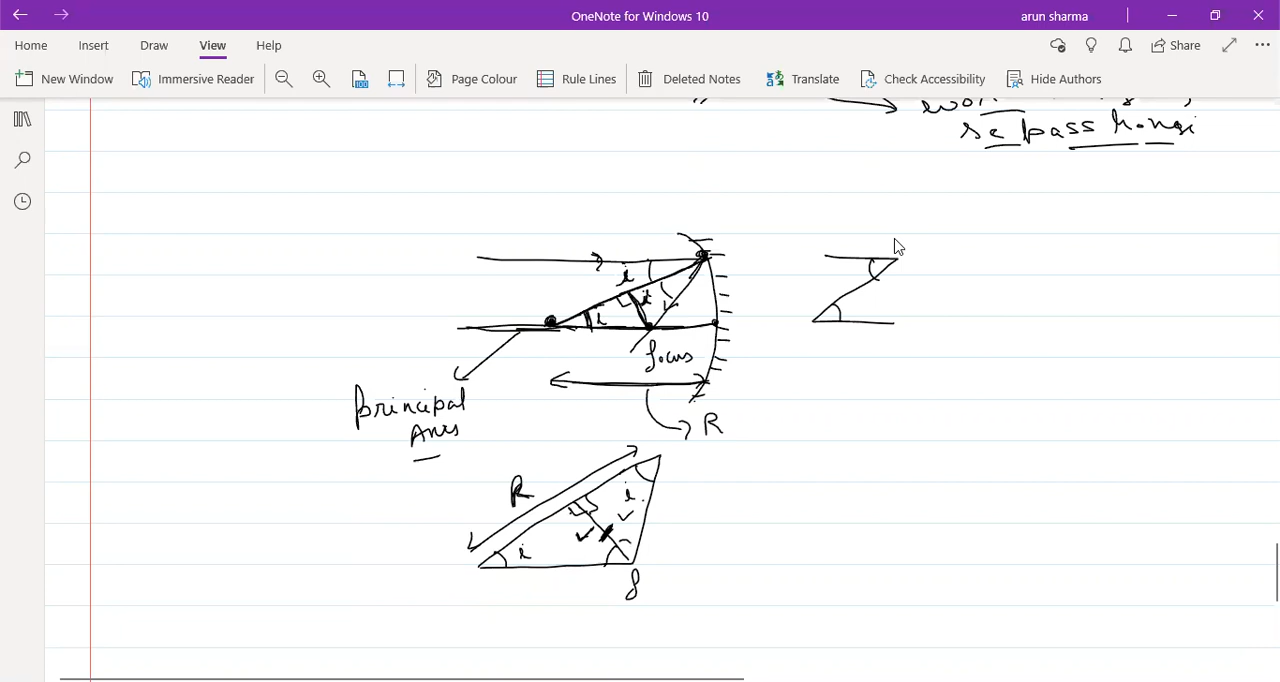 OneNote for Windows 10
arun sharma
Home Insert Draw View Help
Share
New Window Immersive Reader Page Colour Rule Lines Deleted Notes Translate Check Accessibility Hide Authors
se pass
i
i
i
focus
principal
Axis
R
R
i
i
f